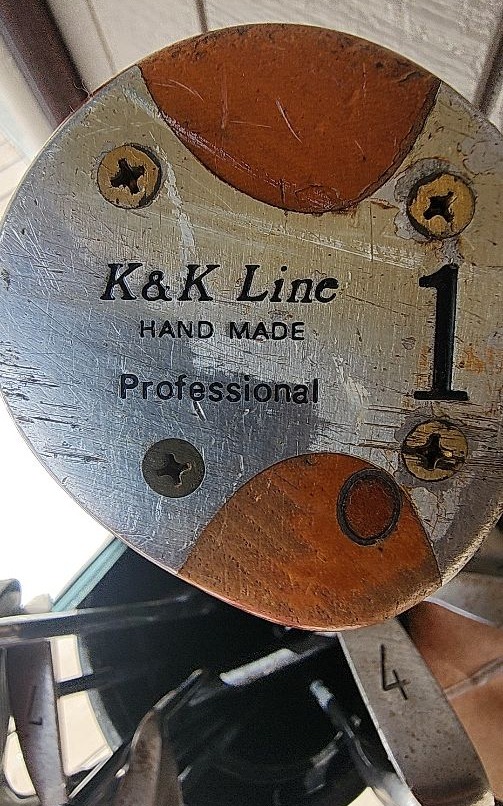 K&K Line
HAND MADE
Professional
1
4